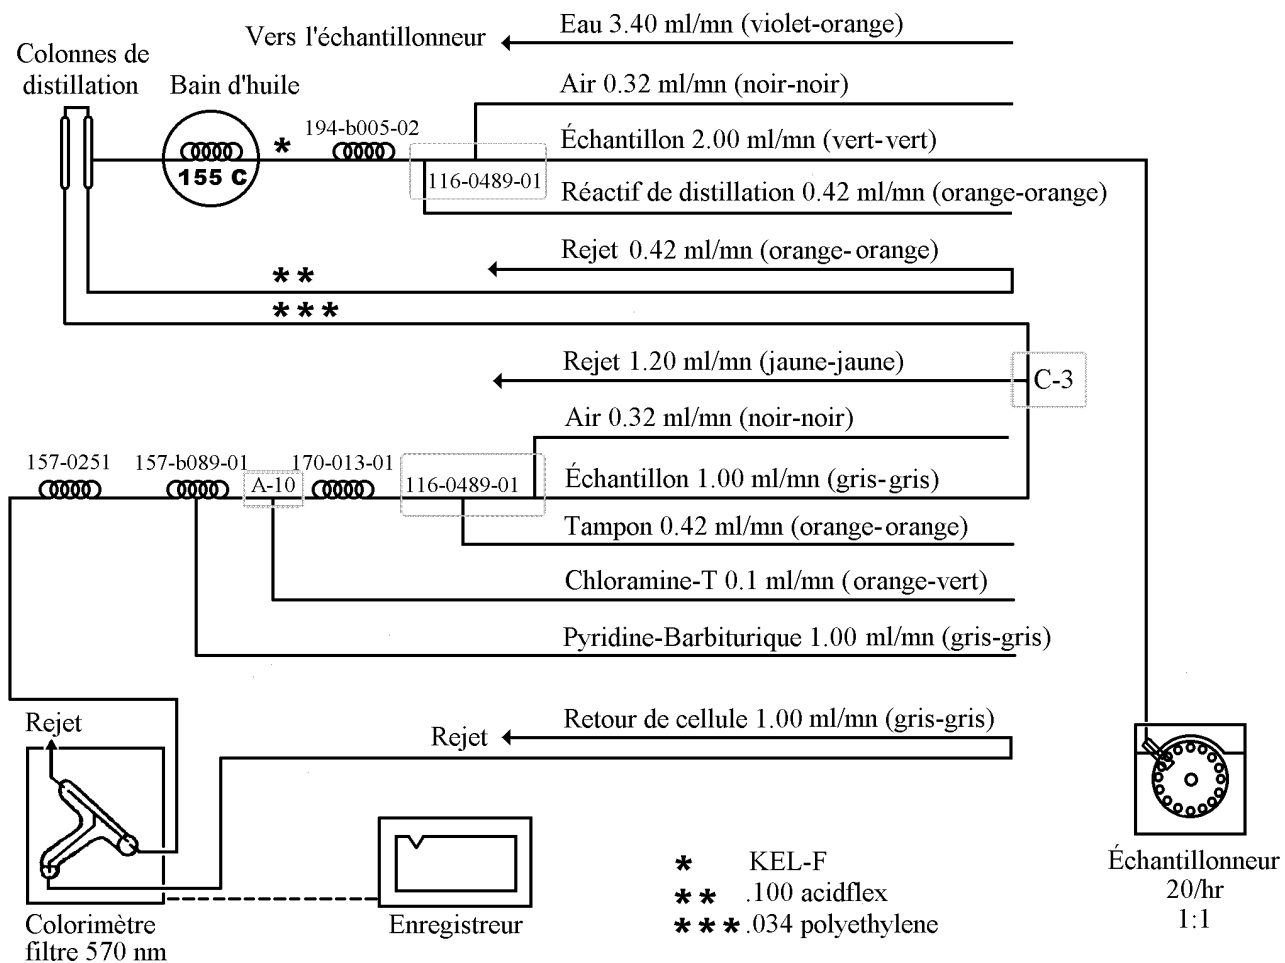 Eau 3.40 ml/mn (violet-orange)
Vers l'échantillonneur
Colonnes de
distillation
Bain d'huile
Air 0.32 ml/mn (noir-noir)
194-b005-02
Échantillon 2.00 ml/mn (vert-vert)
155 C
116-0489-01
Réactif de distillation 0.42 ml/mn (orange-orange)
*
Rejet 0.42 ml/mn (orange-orange)
**
***
Rejet 1.20 ml/mn (jaune-jaune)
C-3
Air 0.32 ml/mn (noir-noir)
157-0251
157-b089-01
170-013-01
A-10
116-0489-01
Échantillon 1.00 ml/mn (gris-gris)
Tampon 0.42 ml/mn (orange-orange)
Chloramine-T 0.1 ml/mn (orange-vert)
Pyridine-Barbiturique 1.00 ml/mn (gris-gris)
Retour de cellule 1.00 ml/mn (gris-gris)
Rejet
Rejet
* KEL-F
** .100 acidflex
*** .034 polyethylene
Échantillonneur
20/hr
1:1
Colorimètre
filtre 570 nm
Enregistreur